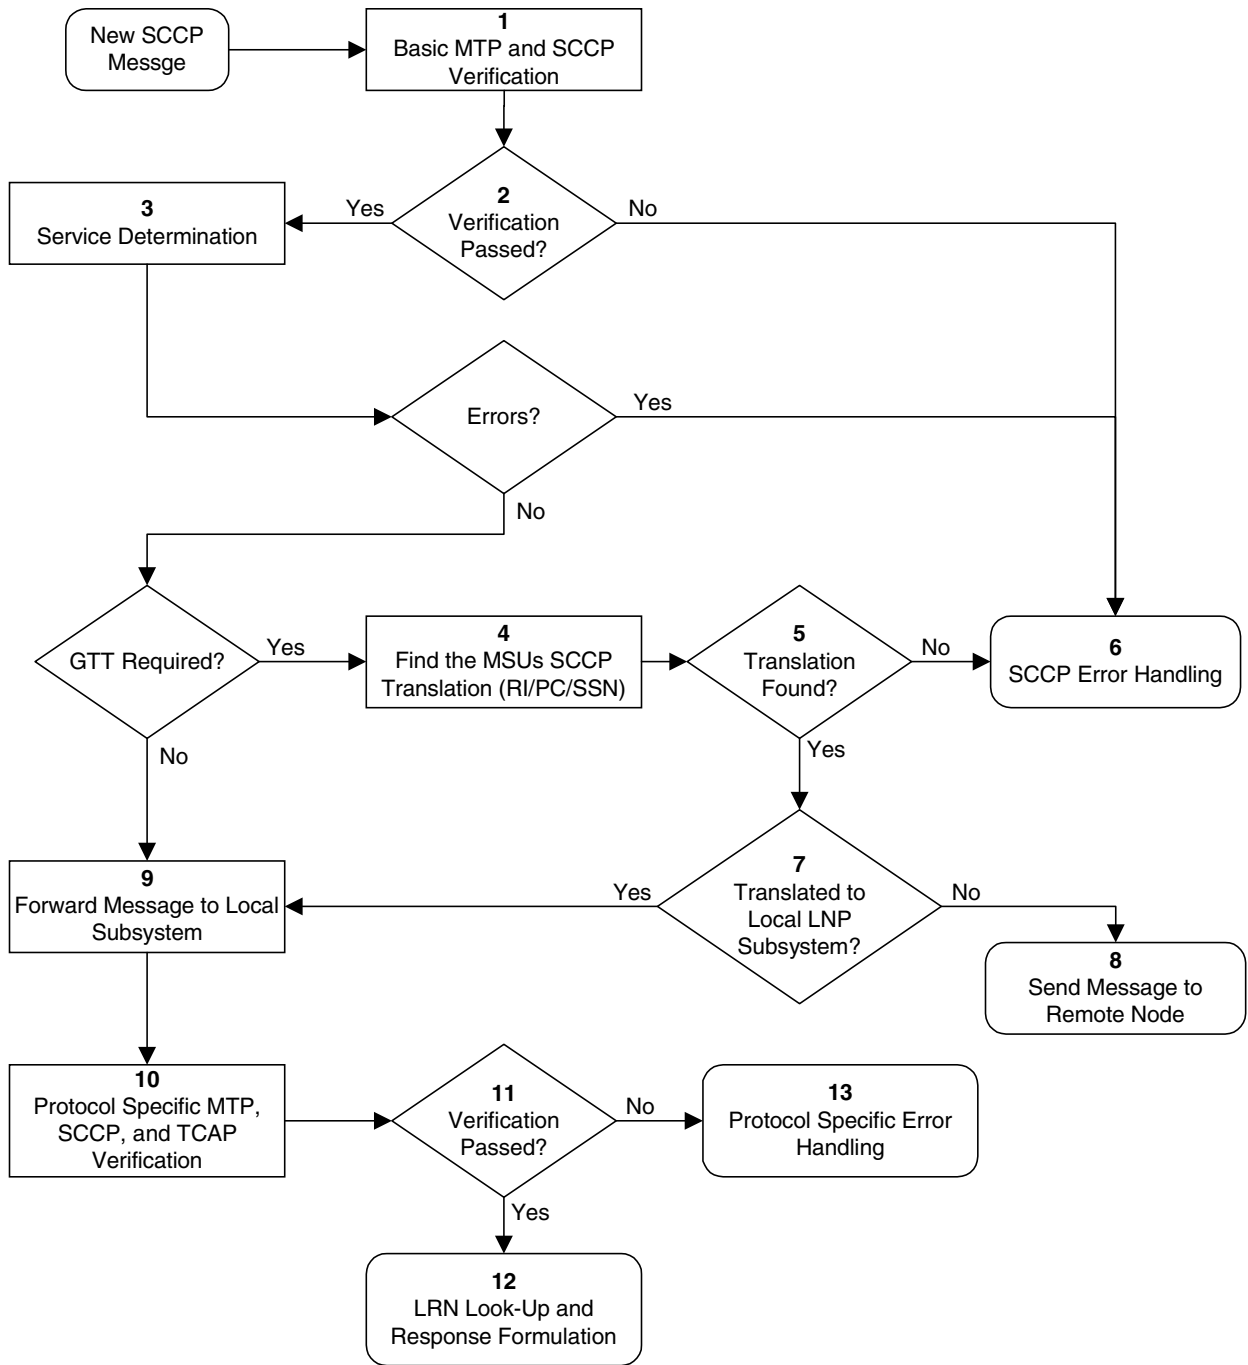 New SCCP
Messge
1
Basic MTP and SCCP
Verification
2
Verification
Passed?
Yes
No
3
Service Determination
Errors?
Yes
No
GTT Required?
Yes
No
4
Find the MSUs SCCP
Translation (RI/PC/SSN)
5
Translation
Found?
No
Yes
6
SCCP Error Handling
7
Translated to
Local LNP
Subsystem?
Yes
No
8
Send Message to
Remote Node
9
Forward Message to Local
Subsystem
10
Protocol Specific MTP,
SCCP, and TCAP
Verification
11
Verification
Passed?
No
Yes
13
Protocol Specific Error
Handling
12
LRN Look-Up and
Response Formulation